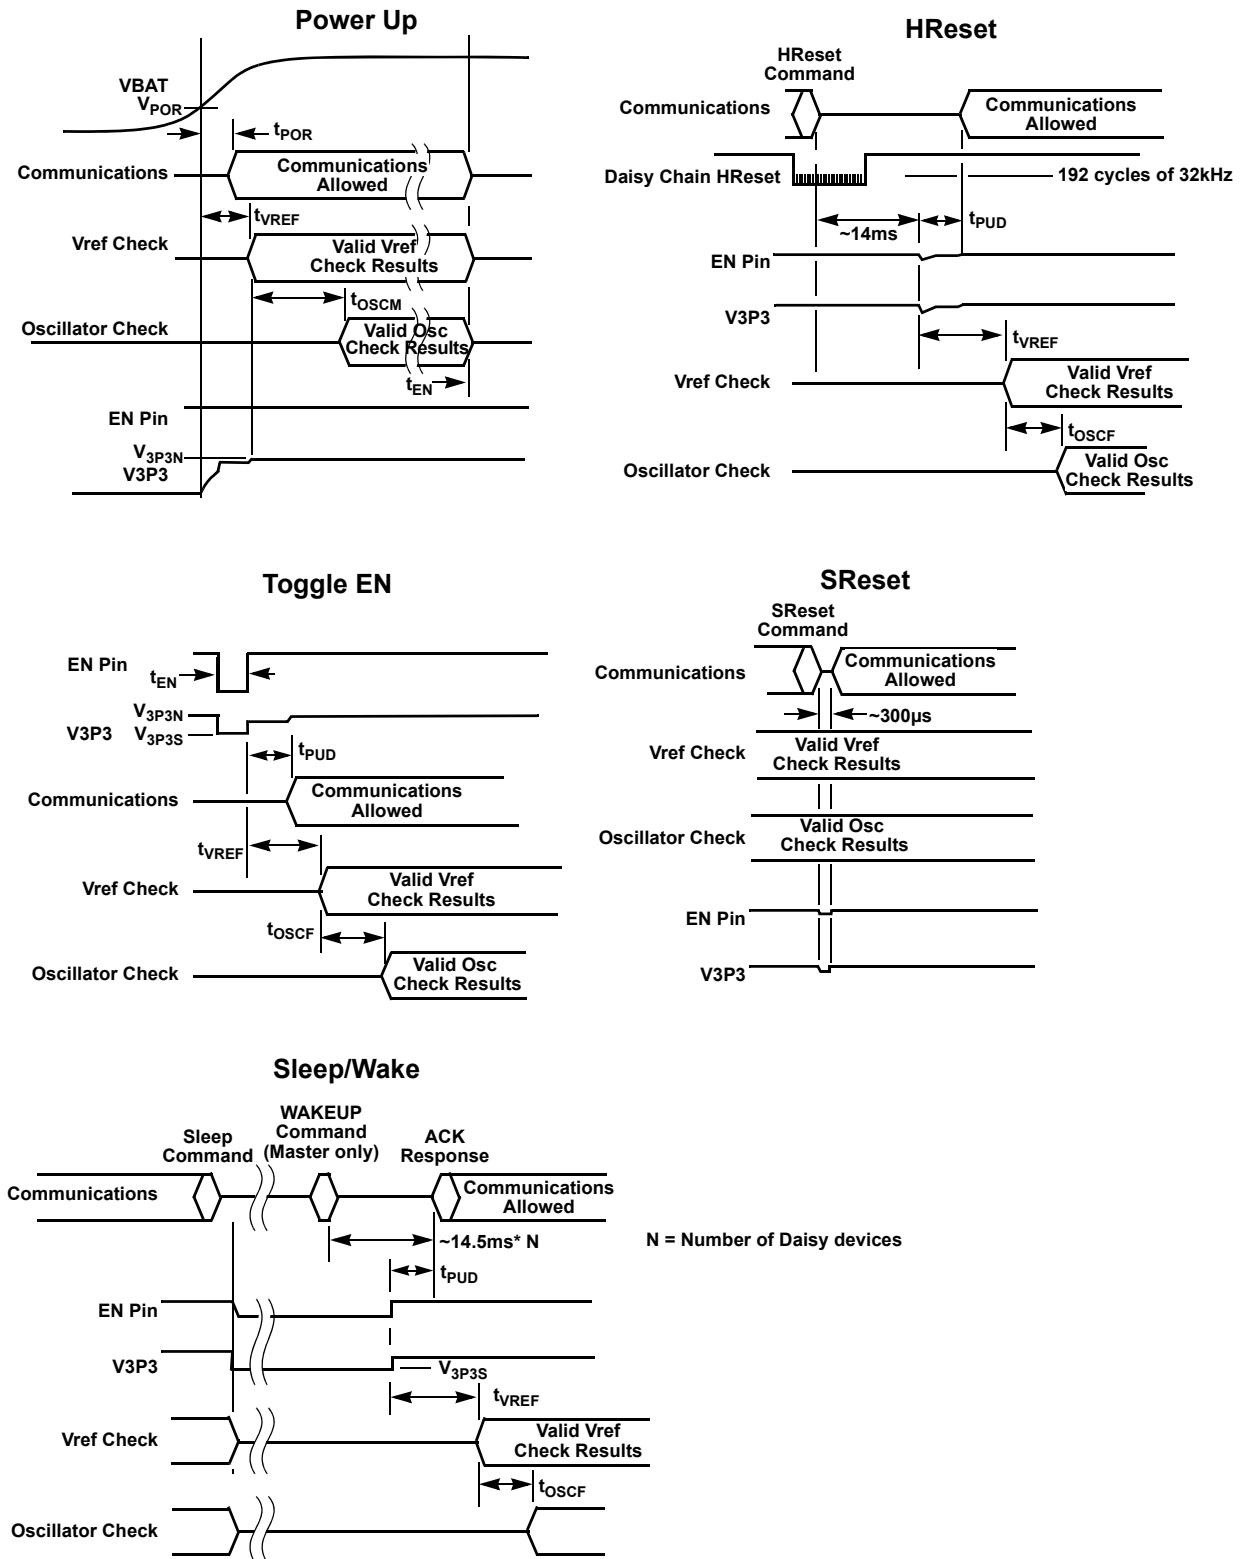 Power Up
VBAT
VPOR
tPOR
Communications
Communications
Allowed
tVREF
Vref Check
Valid Vref
Check Results
tOSCM
Oscillator Check
Valid Osc
Check Results
tEN
EN Pin
V3P3N
V3P3
HReset
HReset
Command
Communications
Communications
Allowed
Daisy Chain HReset
192 cycles of 32kHz
~14ms
tPUD
EN Pin
V3P3
tVREF
Vref Check
Valid Vref
Check Results
tOSCF
Oscillator Check
Valid Osc
Check Results
Toggle EN
EN Pin
tEN
V3P3N
V3P3
V3P3S
tPUD
Communications
Communications
Allowed
tVREF
Vref Check
Valid Vref
Check Results
tOSCF
Oscillator Check
Valid Osc
Check Results
SReset
SReset
Command
Communications
Communications
Allowed
~300µs
Vref Check
Valid Vref
Check Results
Oscillator Check
Valid Osc
Check Results
EN Pin
V3P3
Sleep/Wake
Sleep
Command
WAKEUP
Command
(Master only)
ACK
Response
Communications
Communications
Allowed
~14.5ms* N
N = Number of Daisy devices
tPUD
EN Pin
V3P3
V3P3S
tVREF
Vref Check
Valid Vref
Check Results
tOSCF
Oscillator Check